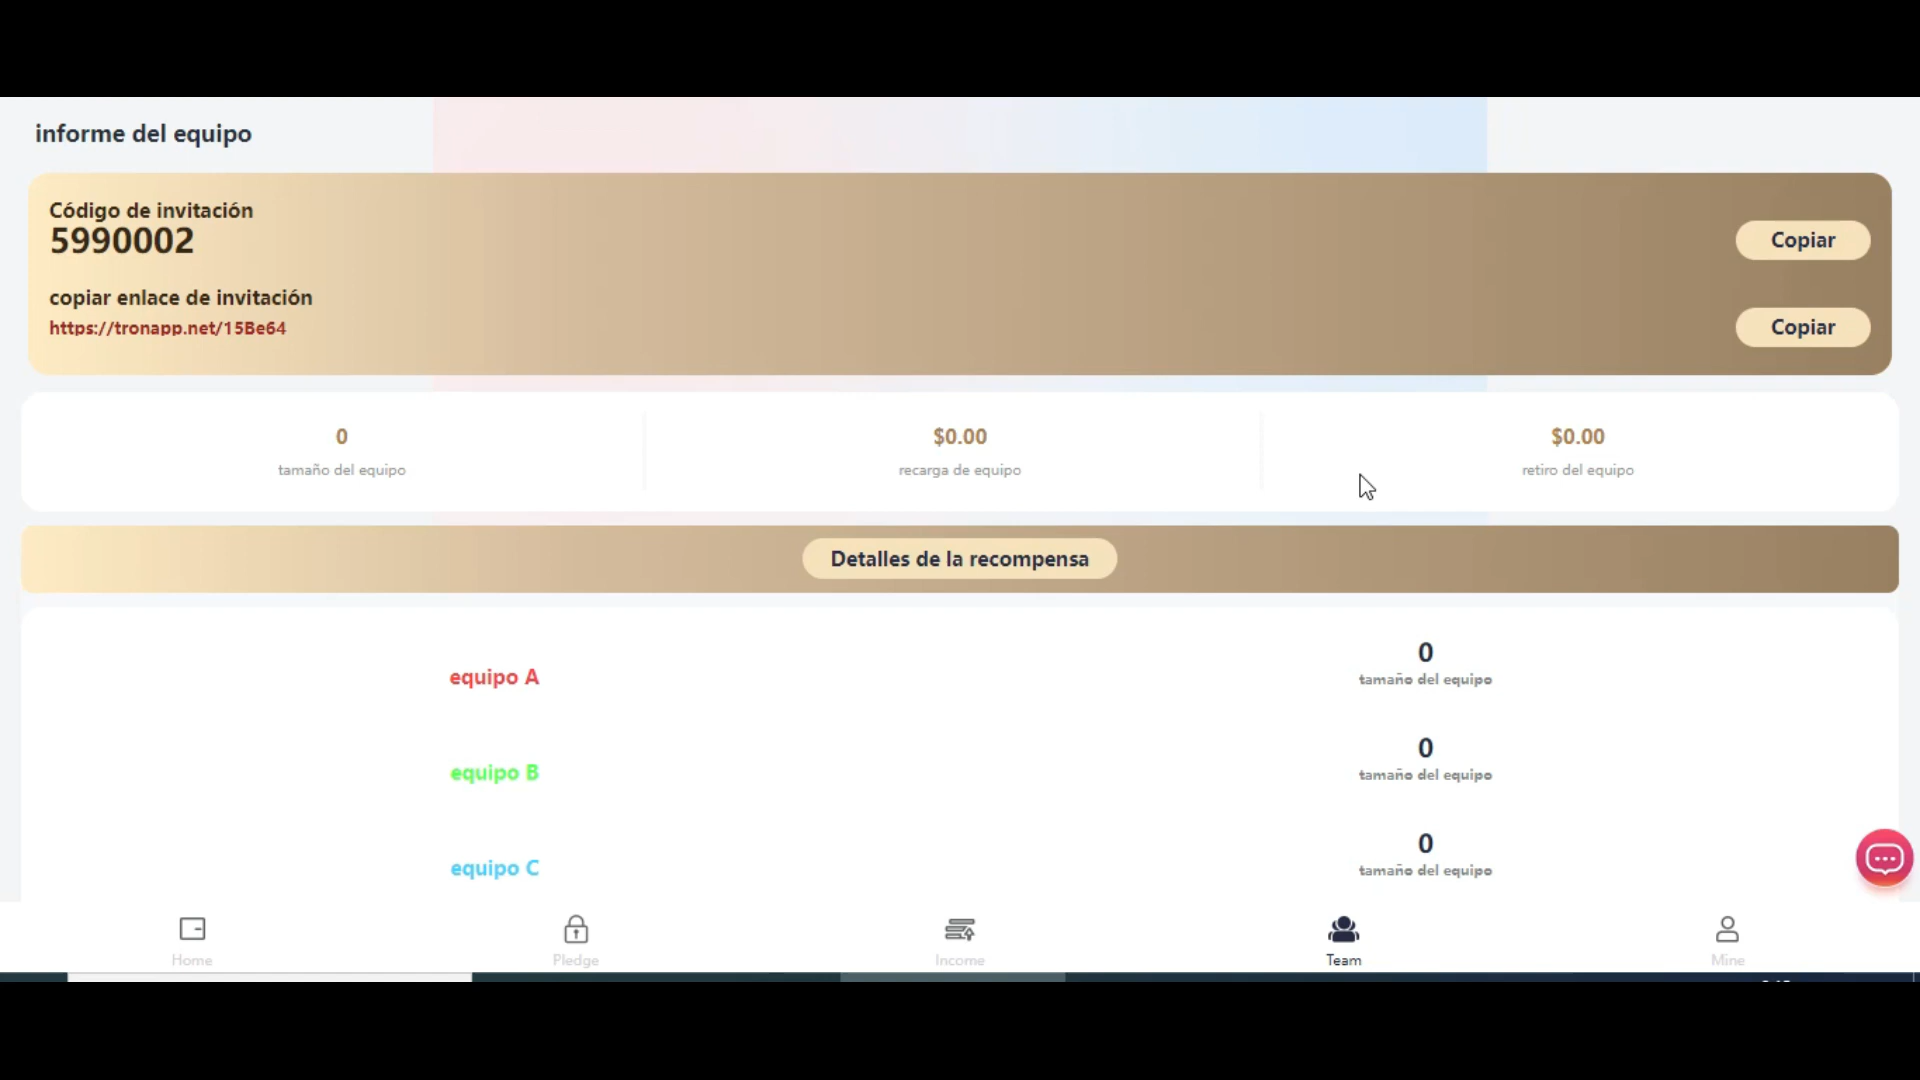 informe del equipo
Código de invitación
5990002
Copiar
copiar enlace de invitación
https://tronapp.net/15Be64
Copiar
0
tamaño del equipo
$0.00
recarga de equipo
$0.00
retiro del equipo
Detalles de la recompensa
equipo A
0
tamaño del equipo
equipo B
0
tamaño del equipo
equipo C
0
tamaño del equipo
Home
Pledge
Income
Team
Mine